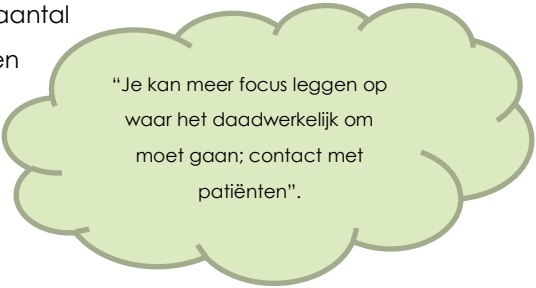 aantal
en
“Je kan meer focus leggen op
waar het daadwerkelijk om
moet gaan; contact met
patiënten”.